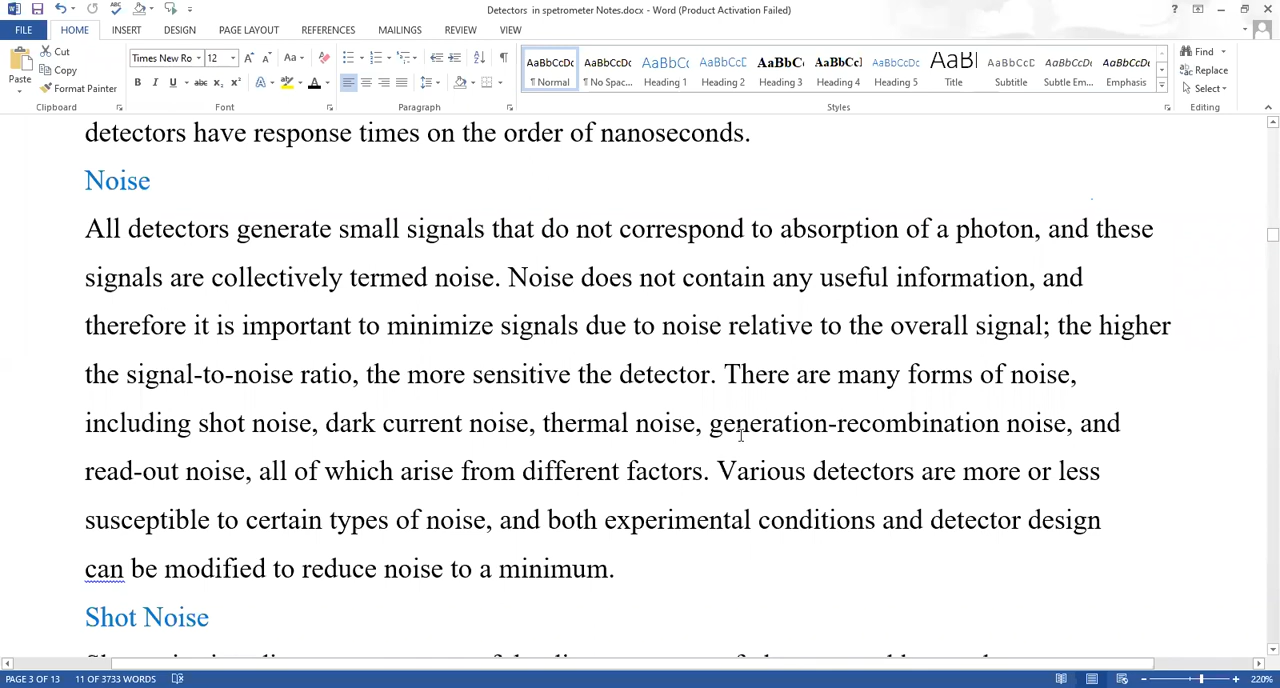 Detectors in spetrometer Notes.docx - Word (Product Activation Failed)
FILE HOME INSERT DESIGN PAGE LAYOUT REFERENCES MAILINGS REVIEW VIEW
Paste Cut Copy Format Painter
Times New Ro 12
AaBbCcDc AaBbCcDc AaBbC AaBbCc AaBbC AaBbCc AaBbCcDc AaBl AaBbCcD AaBbCcDc AaBbCcDc
¶ Normal ¶ No Spac... Heading 1 Heading 2 Heading 3 Heading 4 Heading 5 Title Subtitle Subtle Em... Emphasis
Find Replace Select
Clipboard Font Paragraph Styles Editing
detectors have response times on the order of nanoseconds.
Noise
All detectors generate small signals that do not correspond to absorption of a photon, and these
signals are collectively termed noise. Noise does not contain any useful information, and
therefore it is important to minimize signals due to noise relative to the overall signal; the higher
the signal-to-noise ratio, the more sensitive the detector. There are many forms of noise,
including shot noise, dark current noise, thermal noise, generation-recombination noise, and
read-out noise, all of which arise from different factors. Various detectors are more or less
susceptible to certain types of noise, and both experimental conditions and detector design
can be modified to reduce noise to a minimum.
Shot Noise
PAGE 3 OF 13 11 OF 3733 WORDS 220%